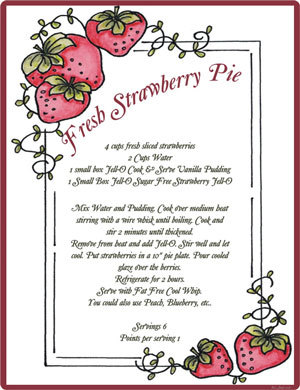 Fresh Strawberry Pie
4 cups fresh sliced strawberries
2 Cups Water
1 small box Jell-O Cook & Serve Vanilla Pudding
1 Small Box Jell-O Sugar Free Strawberry Jell-O
Mix Water and Pudding. Cook over medium heat
stirring with a wire whisk until boiling. Cook and
stir 2 minutes until thickened.
Remove from heat and add Jell-O. Stir well and let
cool. Put strawberries in a 10" pie plate. Pour cooled
glaze over the berries.
Refrigerate for 2 hours.
Serve with Fat Free Cool Whip.
You could also use Peach, Blueberry, etc..
Servings 6
Points per serving 1